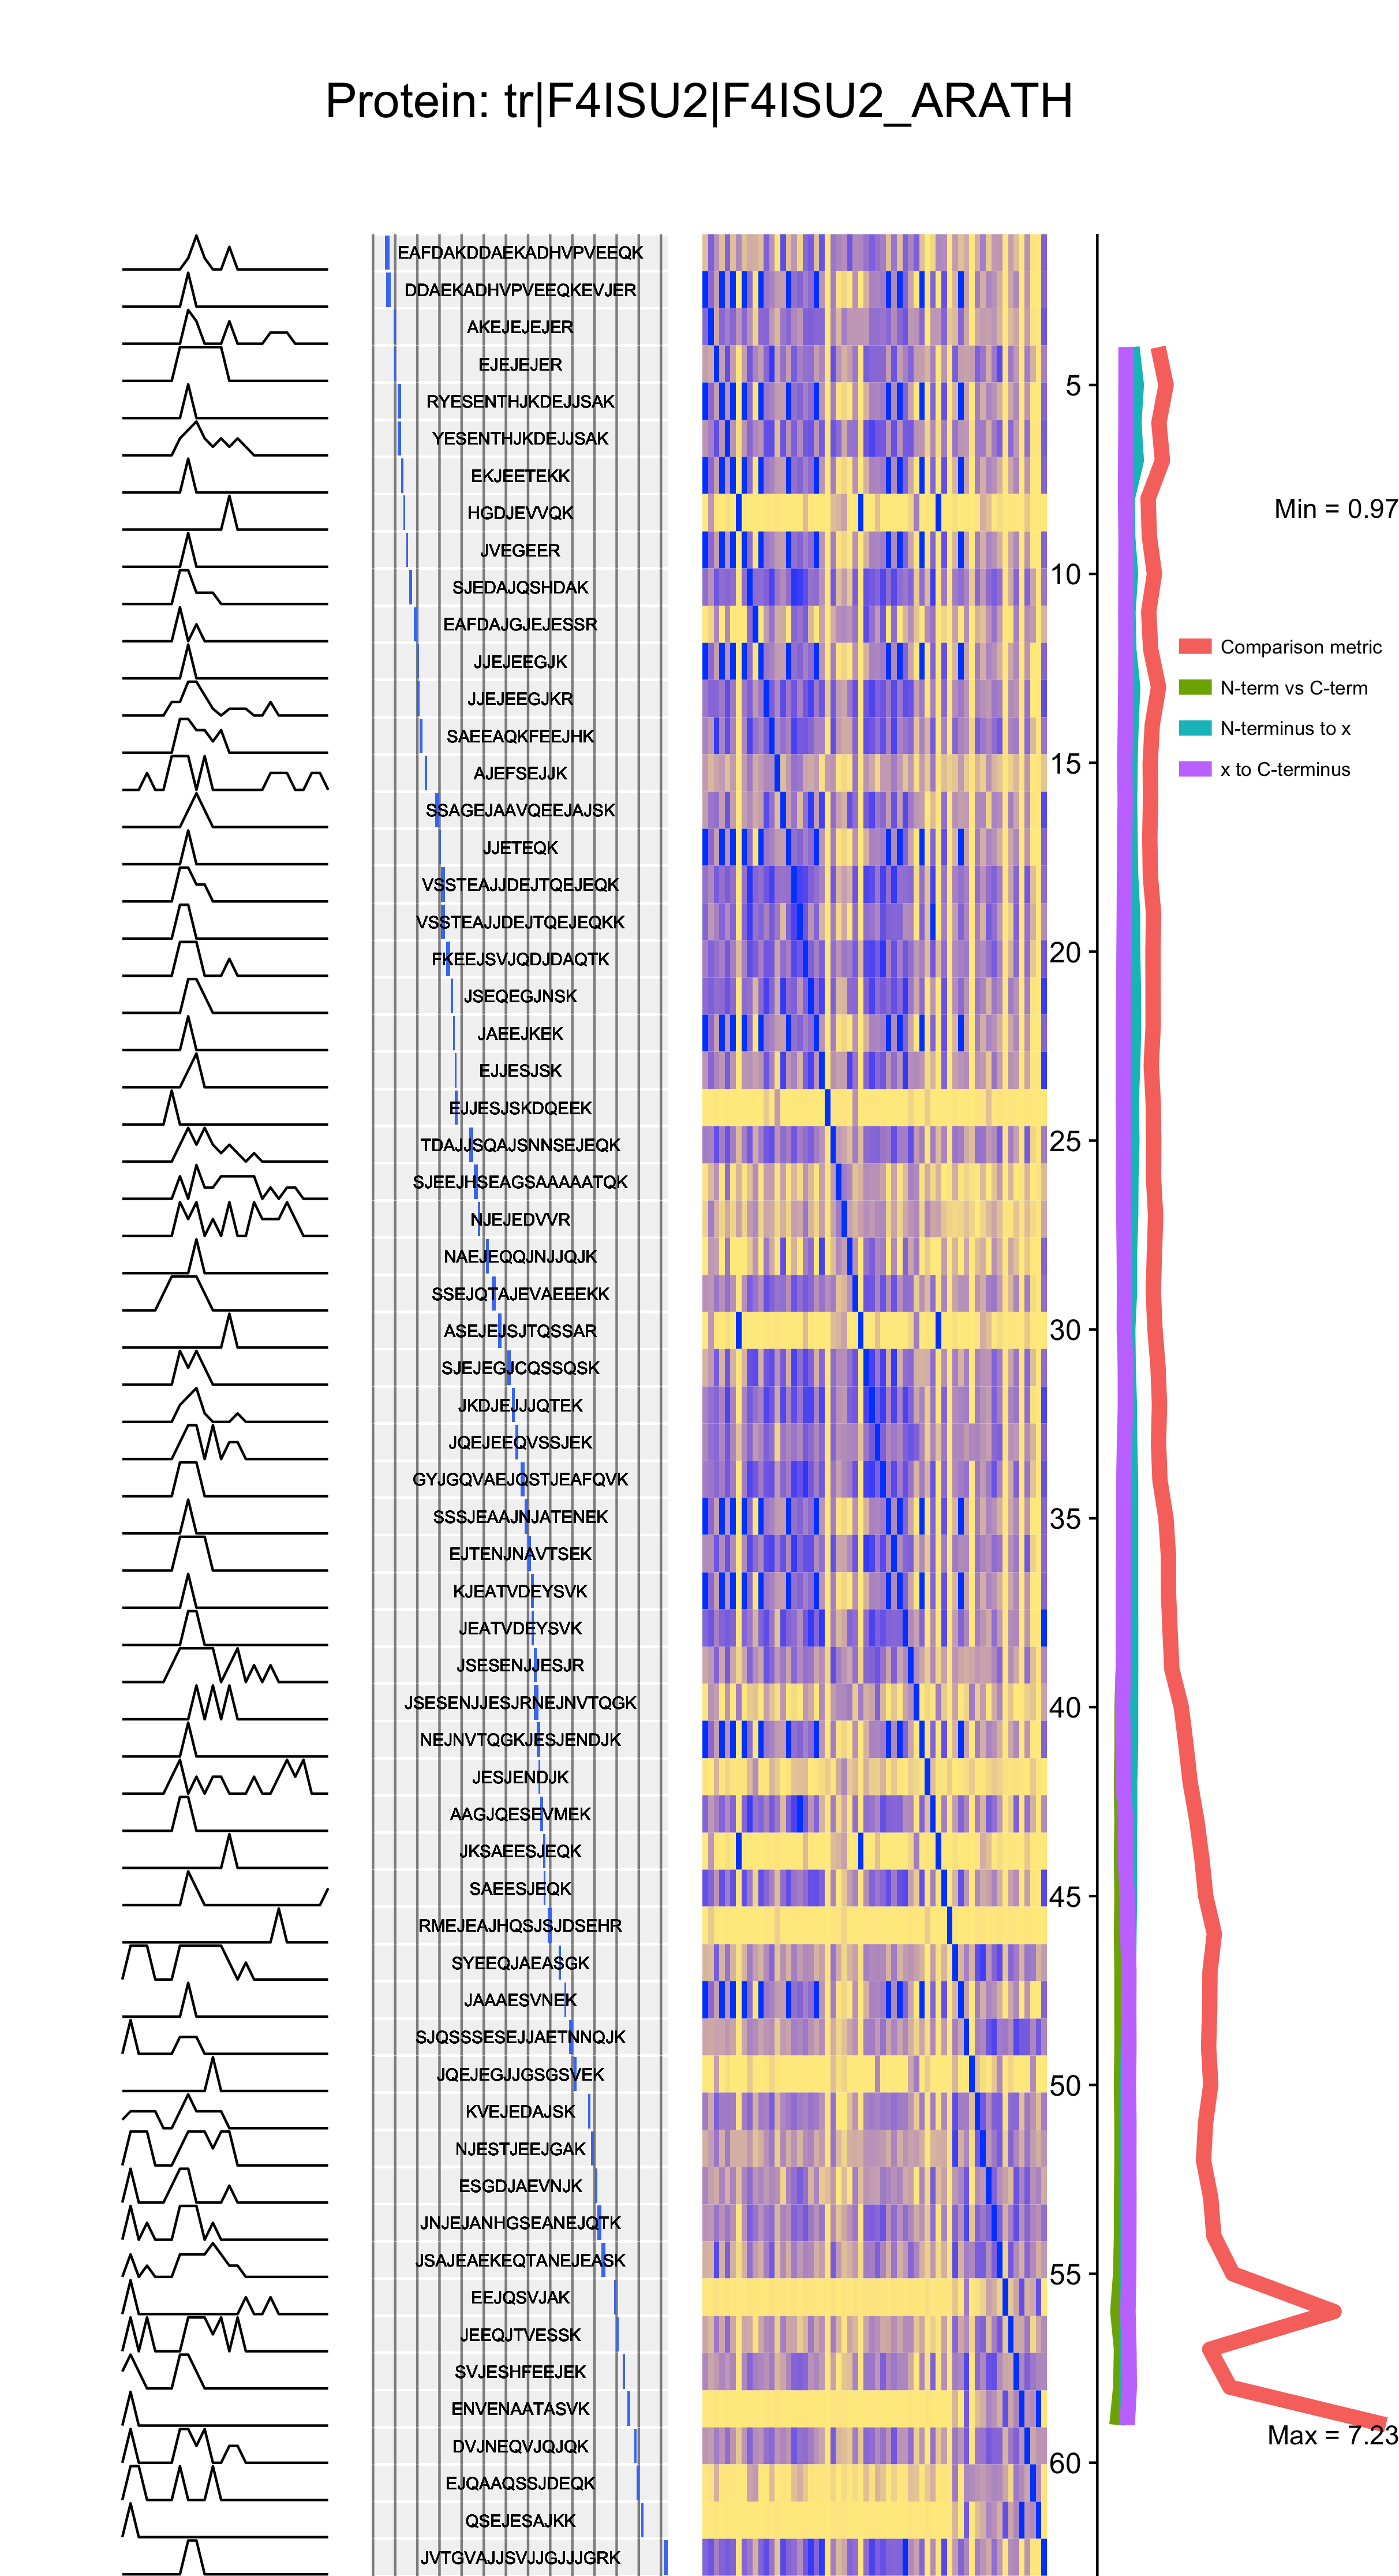 Protein: tr|F4ISU2|F4ISU2_ARATH
EAFDAKDDAEKADHVPVEEQK
DDAEKADHVPVEEQKEVJER
AKEJEJEJER
EJEJEJER
RYESENTHJKDEJJSAK
YESENTHJKDEJJSAK
EKJEETEKK
HGDJEVVQK
JVEGEER
SJEDAJQSHDAK
EAFDAJGJEJESSR
JJEJEEGJK
JJEJEEGJKR
SAEEAQKFEEJHK
AJEFSEJJK
SSAGEJAAVQEEJAJSK
JJETEQK
VSSTEAJJDEJTQEJEQK
VSSTEAJJDEJTQEJEQKK
FKEEJSVJQDJDAQTK
JSEQEGJNSK
JAEEJKEK
EJJESJSK
EJJESJSKDQEEK
TDAJJSQAJSNNSEJEQK
SJEEJHSEAGSAAAAATQK
NJEJEDVVR
NAEJEQQJNJJQJK
SSEJQTAJEVAEEEKK
ASEJEJSJTQSSAR
SJEJEGJCQSSQSK
JKDJEJJJQTEK
JQEJEEQVSSJEK
GYJGQVAEJQSTJEAFQVK
SSSJEAAJNJATENEK
EJTENJNAVTSEK
KJEATVDEYSVK
JEATVDEYSVK
JSESENJJESJR
JSESENJJESJRNEJNVTQGK
NEJNVTQGKJESJENDJK
JESJENDJK
AAGJQESEVMEK
JKSAEESJEQK
SAEESJEQK
RMEJEAJHQSJSJDSEHR
SYEEQJAEASGK
JAAAESVNEK
SJQSSSESEJJAETNNQJK
JQEJEGJJGSGSVEK
KVEJEDAJSK
NJESTJEEJGAK
ESGDJAEVNJK
JNJEJANHGSEANEJQTK
JSAJEAEKEQTANEJEASK
EEJQSVJAK
JEEQJTVESSK
SVJESHFEEJEK
ENVENAATASVK
DVJNEQVJQJQK
EJQAAQSSJDEQK
QSEJESAJKK
JVTGVAJJSVJJGJJJGRK
5
10
15
20
25
30
35
40
45
50
55
60
Min = 0.97
Comparison metric
N-term vs C-term
N-terminus to x
x to C-terminus
Max = 7.23